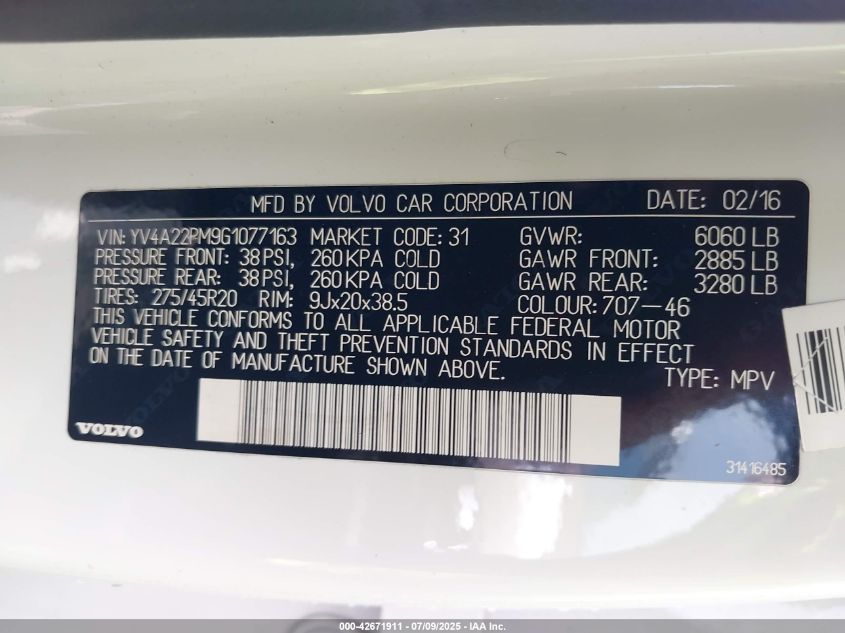 MFD BY VOLVO CAR CORPORATION DATE: 02/16
VIN: YV4A22PM9G1077163 MARKET CODE: 31 GVWR: 6060 LB
PRESSURE FRONT: 38 PSI, 260 KPA COLD GAWR FRONT: 2885 LB
PRESSURE REAR: 38 PSI, 260 KPA COLD GAWR REAR: 3280 LB
TIRES: 275/45R20 RIM: 9Jx20x38.5 COLOUR: 707-46
THIS VEHICLE CONFORMS TO ALL APPLICABLE FEDERAL MOTOR
VEHICLE SAFETY AND THEFT PREVENTION STANDARDS IN EFFECT
ON THE DATE OF MANUFACTURE SHOWN ABOVE.
TYPE: MPV
VOLVO
31416485
000-42671911 - 07/09/2025 - IAA Inc.